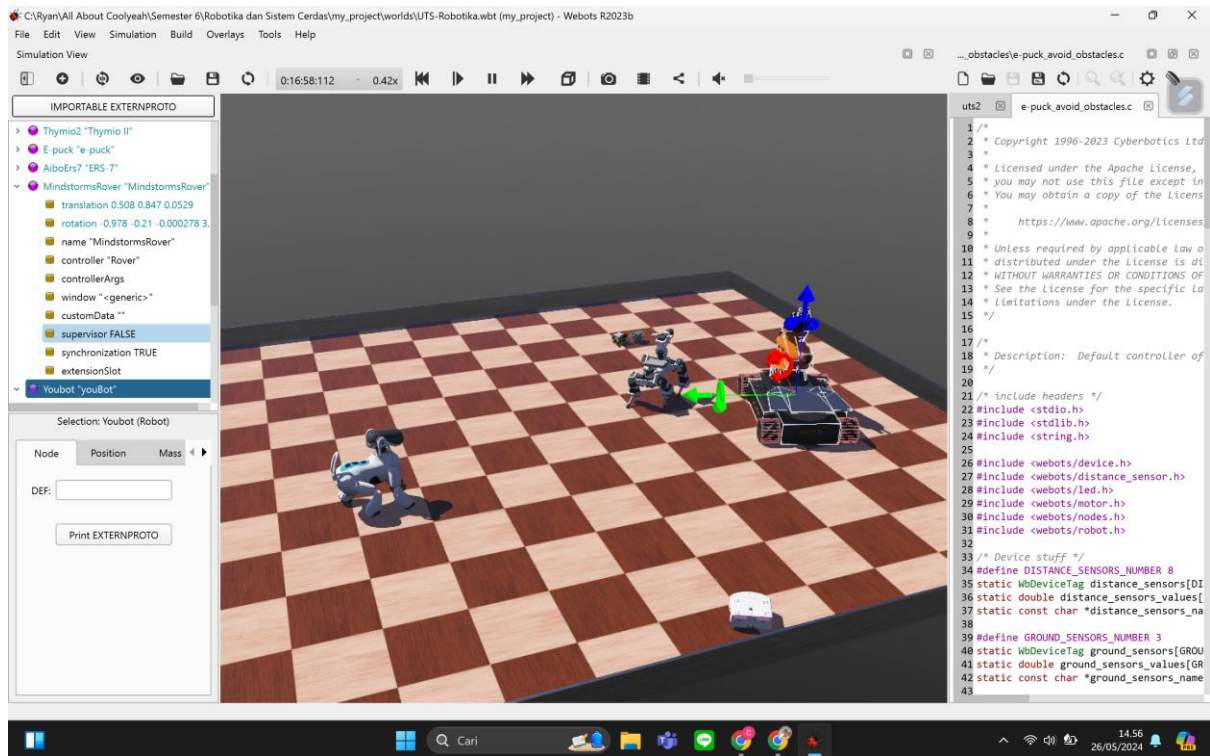 C:\Ryan\All About Coolyeah\Semester 6\Robotika dan Sistem Cerdas\my_project\worlds\UTS-Robotika.wbt (my_project) - Webots R2023b
File Edit View Simulation Build Overlays Tools Help
Simulation View
0:16:58:112 - 0.42x
IMPORTABLE EXTERNPROTO
Thymio2 "Thymio II"
E-puck "e-puck"
AiboErs7 "ERS-7"
MindstormsRover "MindstormsRover"
translation 0.508 0.847 0.0529
rotation -0.978 -0.21 -0.000278 3.
name "MindstormsRover"
controller "Rover"
controllerArgs
window "<generic>"
customData ""
supervisor FALSE
synchronization TRUE
extensionSlot
Youbot "youBot"
Selection: Youbot (Robot)
Node Position Mass
DEF:
Print EXTERNPROTO
..._obstacles\e-puck_avoid_obstacles.c
uts2 e-puck_avoid_obstacles.c
1 /*
2 * Copyright 1996-2023 Cyberbotics Ltd
3 *
4 * Licensed under the Apache License,
5 * you may not use this file except in
6 * You may obtain a copy of the Licens
7 *
8 * https://www.apache.org/licenses
9 *
10 * Unless required by applicable law o
11 * distributed under the License is di
12 * WITHOUT WARRANTIES OR CONDITIONS OF
13 * See the License for the specific la
14 * limitations under the License.
15 */
16
17 /*
18 * Description: Default controller of
19 */
20
21 /* include headers */
22 #include <stdio.h>
23 #include <stdlib.h>
24 #include <string.h>
25
26 #include <webots/device.h>
27 #include <webots/distance_sensor.h>
28 #include <webots/led.h>
29 #include <webots/motor.h>
30 #include <webots/nodes.h>
31 #include <webots/robot.h>
32
33 /* Device stuff */
34 #define DISTANCE_SENSORS_NUMBER 8
35 static WbDeviceTag distance_sensors[DI
36 static double distance_sensors_values[
37 static const char *distance_sensors_na
38
39 #define GROUND_SENSORS_NUMBER 3
40 static WbDeviceTag ground_sensors[GROU
41 static double ground_sensors_values[GR
42 static const char *ground_sensors_name
43
Cari
14.56
26/05/2024